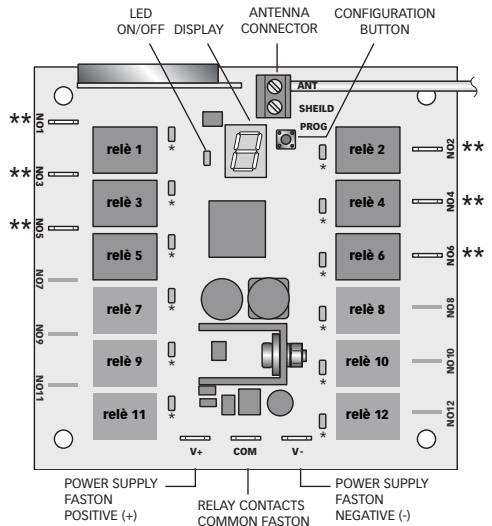 LED
ON/OFF
DISPLAY
ANTENNA
CONNECTOR
CONFIGURATION
BUTTON
ANT
SHEILD
PROG
** NO1
relè 1
*
*
relè 2
NO2 **
** NO3
relè 3
*
*
relè 4
NO4 **
** NO5
relè 5
*
*
relè 6
NO6 **
NO7
relè 7
*
*
relè 8
NO8
NO9
relè 9
*
*
relè 10
NO10
NO11
relè 11
*
*
relè 12
NO12
V+
COM
V-
POWER SUPPLY
FASTON
POSITIVE (+)
RELAY CONTACTS
COMMON FASTON
POWER SUPPLY
FASTON
NEGATIVE (-)